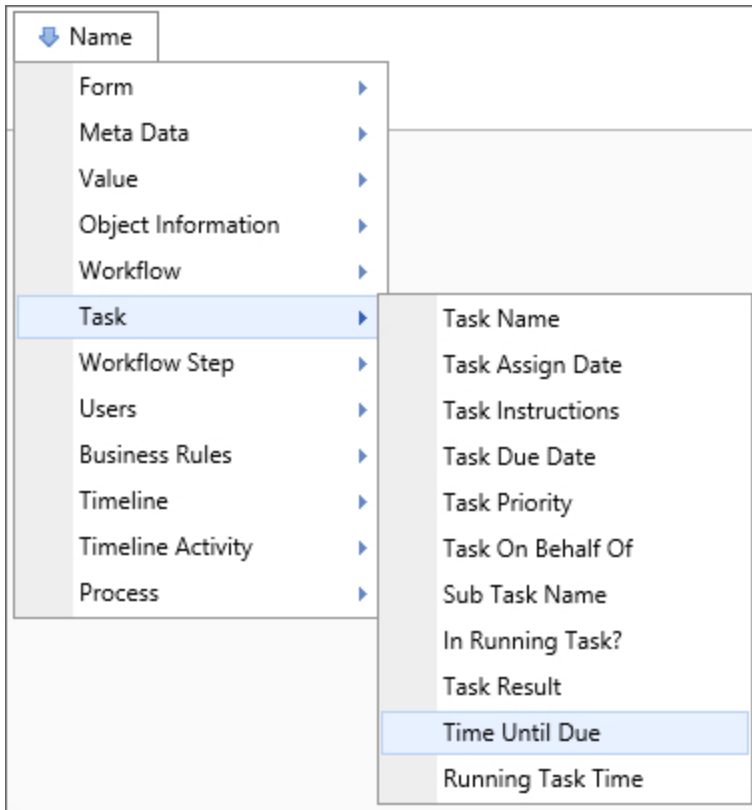 Name
Form
Meta Data
Value
Object Information
Workflow
Task
Workflow Step
Users
Business Rules
Timeline
Timeline Activity
Process
Task Name
Task Assign Date
Task Instructions
Task Due Date
Task Priority
Task On Behalf Of
Sub Task Name
In Running Task?
Task Result
Time Until Due
Running Task Time